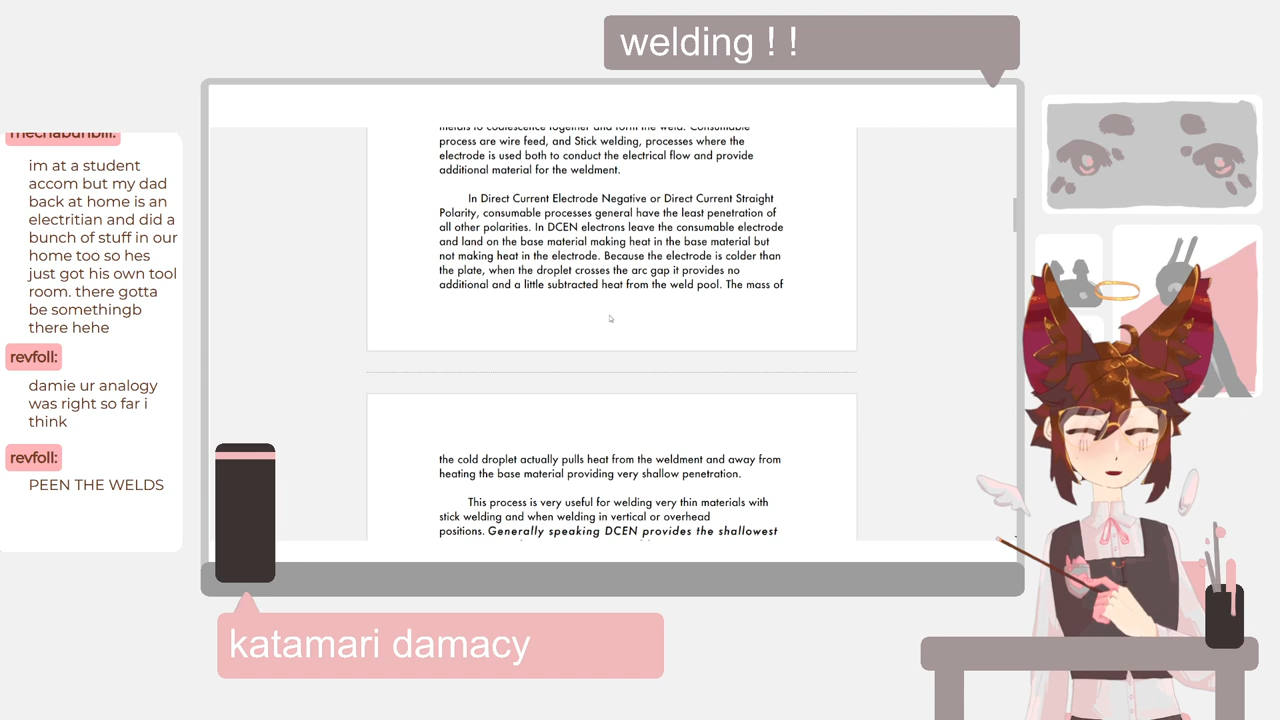 welding ! !
mechabunbill:
im at a student
accom but my dad
back at home is an
electritian and did a
bunch of stuff in our
home too so hes
just got his own tool
room. there gotta
be somethingb
there hehe
revfoll:
damie ur analogy
was right so far i
think
revfoll:
PEEN THE WELDS
metals to coalescence together and form the weld. Consumable
process are wire feed, and Stick welding, processes where the
electrode is used both to conduct the electrical flow and provide
additional material for the weldment.
In Direct Current Electrode Negative or Direct Current Straight
Polarity, consumable processes general have the least penetration of
all other polarities. In DCEN electrons leave the consumable electrode
and land on the base material making heat in the base material but
not making heat in the electrode. Because the electrode is colder than
the plate, when the droplet crosses the arc gap it provides no
additional and a little subtracted heat from the weld pool. The mass of
the cold droplet actually pulls heat from the weldment and away from
heating the base material providing very shallow penetration.
This process is very useful for welding very thin materials with
stick welding and when welding in vertical or overhead
positions. Generally speaking DCEN provides the shallowest
katamari damacy